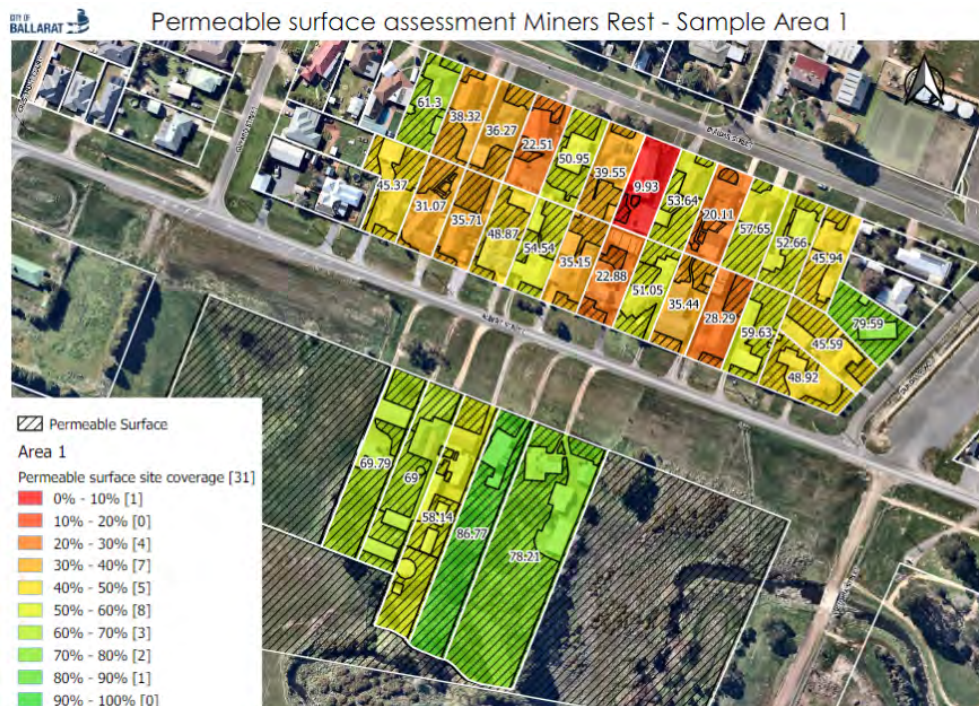 CITY OF
BALLARAT
Permeable surface assessment Miners Rest - Sample Area 1
61.3
38.32
36.27
22.51
50.95
39.55
9.93
53.64
20.11
57.65
52.66
45.94
79.59
45.37
31.07
35.71
48.87
54.54
35.15
22.88
51.05
35.44
28.29
59.63
45.59
48.92
69.79
69
58.14
86.77
78.21
Permeable Surface
Area 1
Permeable surface site coverage [31]
0% - 10% [1]
10% - 20% [0]
20% - 30% [4]
30% - 40% [7]
40% - 50% [5]
50% - 60% [8]
60% - 70% [3]
70% - 80% [2]
80% - 90% [1]
90% - 100% [0]